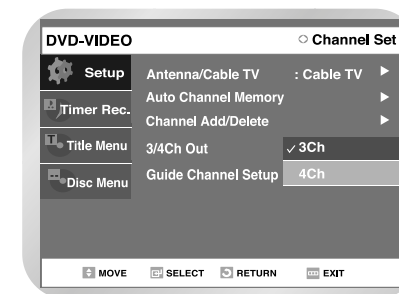 DVD-VIDEO
Channel Set
Setup
Antenna/Cable TV : Cable TV
Auto Channel Memory
Timer Rec.
Channel Add/Delete
Title Menu
3/4Ch Out
✓ 3Ch
Guide Channel Setup
4Ch
Disc Menu
MOVE SELECT RETURN EXIT